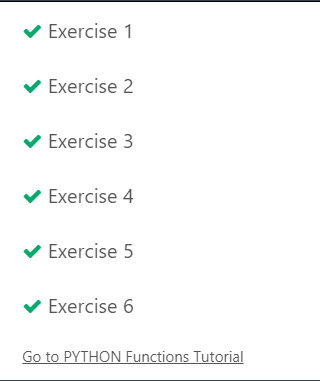 Exercise 1
Exercise 2
Exercise 3
Exercise 4
Exercise 5
Exercise 6
Go to PYTHON Functions Tutorial